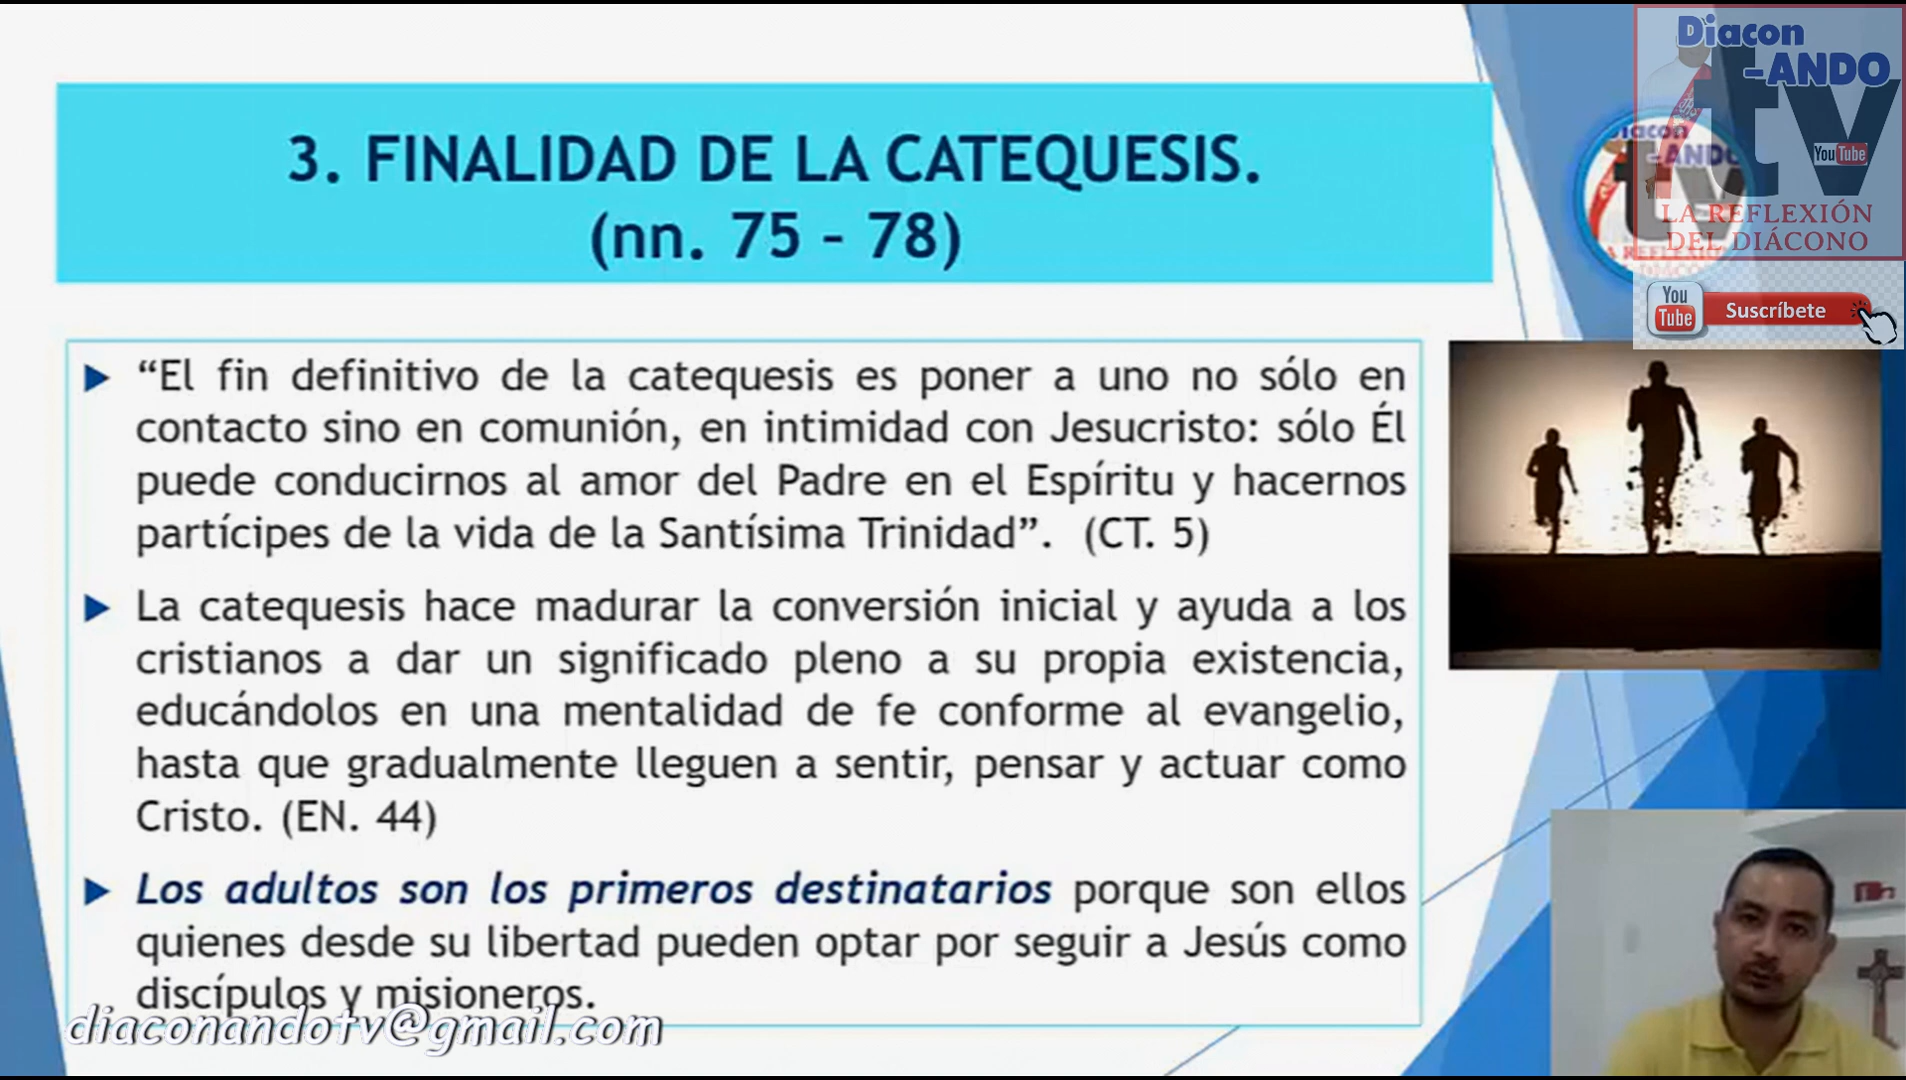 3. FINALIDAD DE LA CATEQUESIS.
(nn. 75 - 78)
“El fin definitivo de la catequesis es poner a uno no sólo en
contacto sino en comunión, en intimidad con Jesucristo: sólo Él
puede conducirnos al amor del Padre en el Espíritu y hacernos
partícipes de la vida de la Santísima Trinidad”. (CT. 5)
La catequesis hace madurar la conversión inicial y ayuda a los
cristianos a dar un significado pleno a su propia existencia,
educándolos en una mentalidad de fe conforme al evangelio,
hasta que gradualmente lleguen a sentir, pensar y actuar como
Cristo. (EN. 44)
Los adultos son los primeros destinatarios porque son ellos
quienes desde su libertad pueden optar por seguir a Jesús como
discípulos y misioneros.
diaconandotv@gmail.com
Diacon
-ANDO
tv
YouTube
LA REFLEXIÓN
DEL DIÁCONO
You
Tube
Suscríbete
Diacon
-ANDO
tv